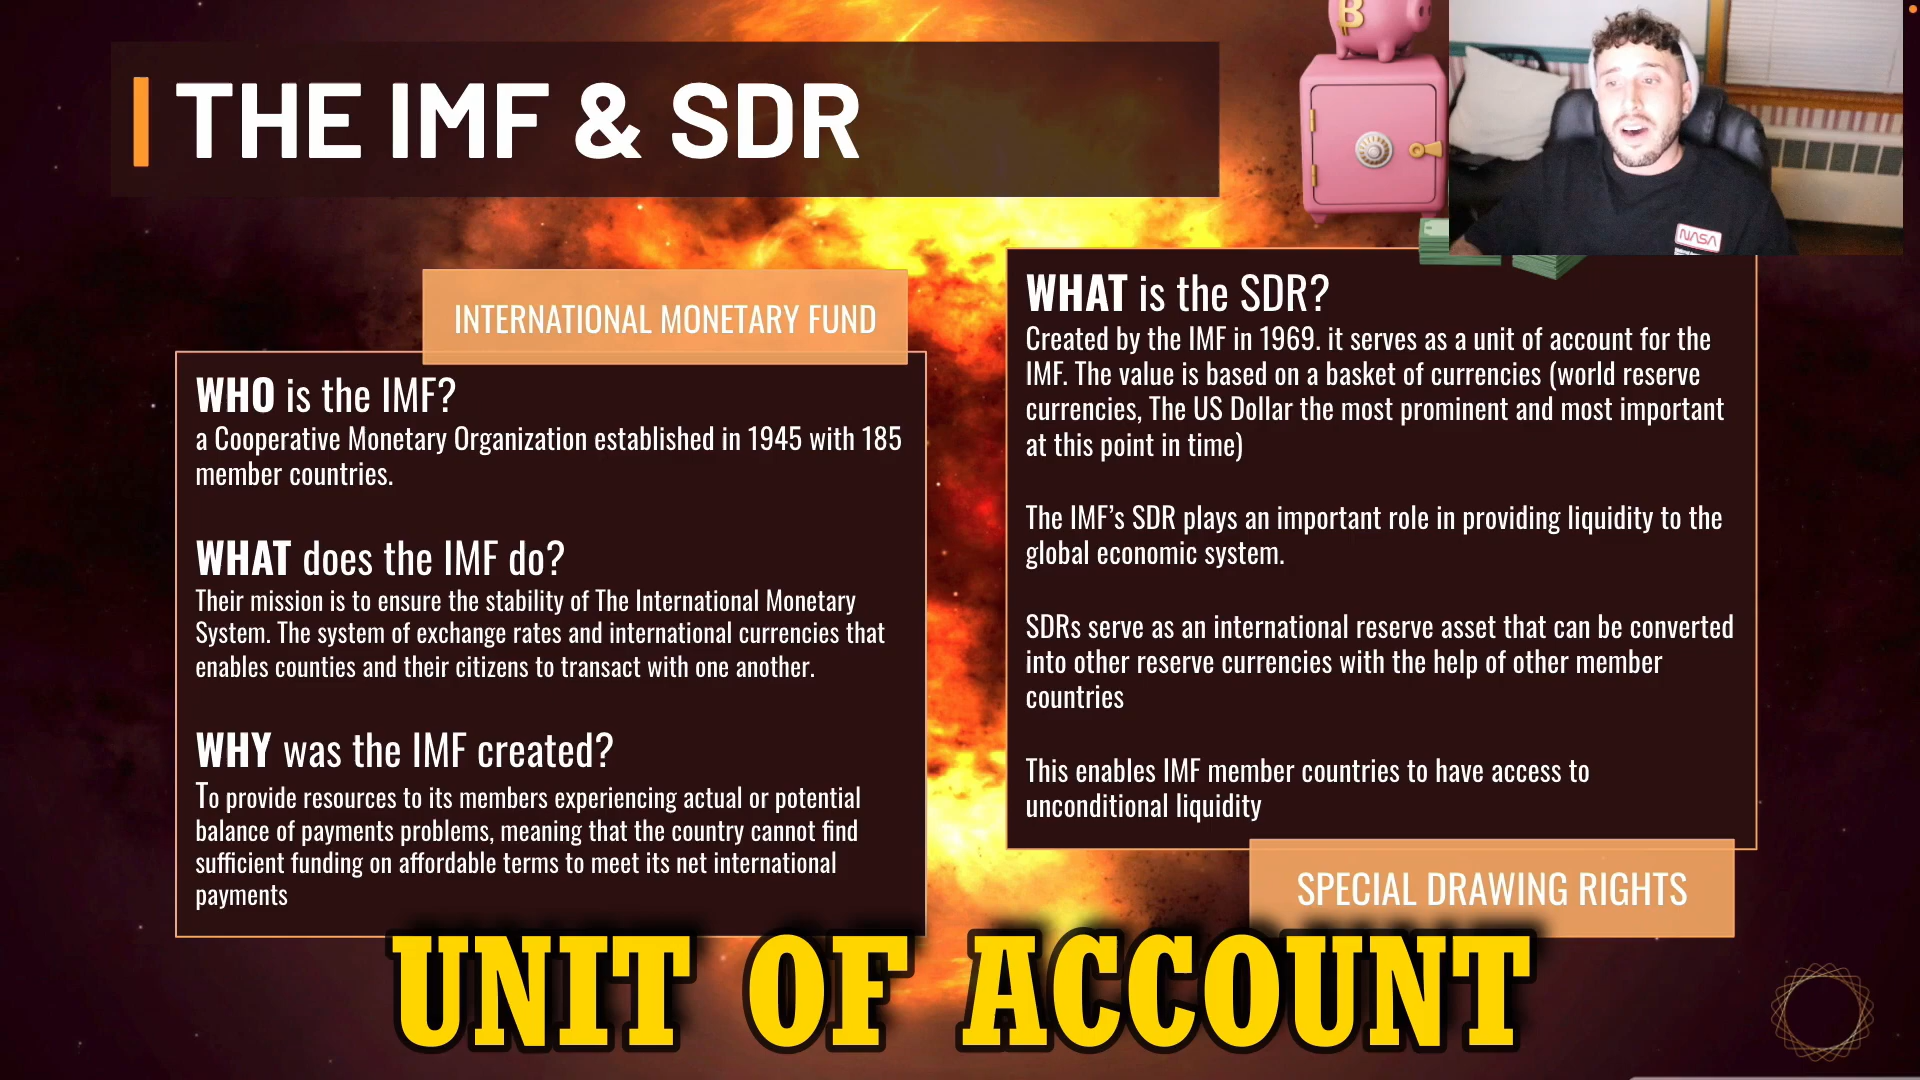 THE IMF & SDR
INTERNATIONAL MONETARY FUND
WHO is the IMF?
a Cooperative Monetary Organization established in 1945 with 185
member countries.
WHAT does the IMF do?
Their mission is to ensure the stability of The International Monetary
System. The system of exchange rates and international currencies that
enables counties and their citizens to transact with one another.
WHY was the IMF created?
To provide resources to its members experiencing actual or potential
balance of payments problems, meaning that the country cannot find
sufficient funding on affordable terms to meet its net international
payments
WHAT is the SDR?
Created by the IMF in 1969. it serves as a unit of account for the
IMF. The value is based on a basket of currencies (world reserve
currencies, The US Dollar the most prominent and most important
at this point in time)
The IMF’s SDR plays an important role in providing liquidity to the
global economic system.
SDRs serve as an international reserve asset that can be converted
into other reserve currencies with the help of other member
countries
This enables IMF member countries to have access to
unconditional liquidity
SPECIAL DRAWING RIGHTS
NASA
UNIT OF ACCOUNT